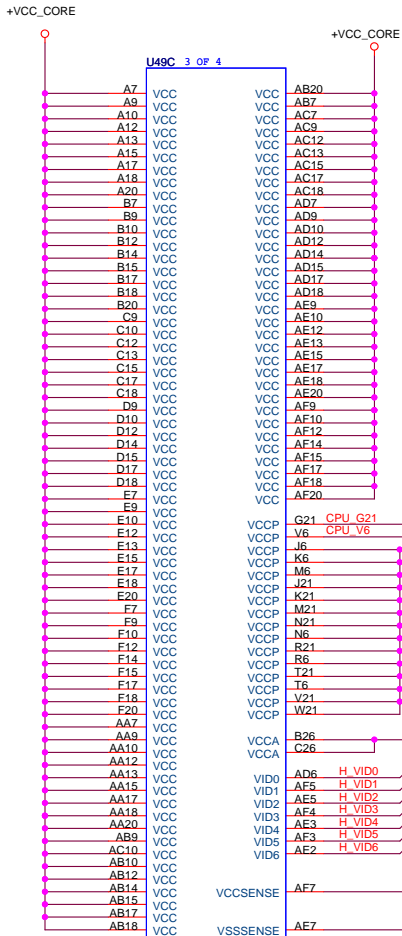 +VCC_CORE
+VCC_CORE
U49C 3 OF 4
A7 VCC VCC AB20
A9 VCC VCC AB7
A10 VCC VCC AC7
A12 VCC VCC AC9
A13 VCC VCC AC12
A15 VCC VCC AC13
A17 VCC VCC AC15
A18 VCC VCC AC17
A20 VCC VCC AC18
B7 VCC VCC AD7
B9 VCC VCC AD9
B10 VCC VCC AD10
B12 VCC VCC AD12
B14 VCC VCC AD14
B15 VCC VCC AD15
B17 VCC VCC AD17
B18 VCC VCC AD18
B20 VCC VCC AE9
C9 VCC VCC AE10
C10 VCC VCC AE12
C12 VCC VCC AE13
C13 VCC VCC AE15
C15 VCC VCC AE17
C17 VCC VCC AE18
C18 VCC VCC AE20
D9 VCC VCC AF9
D10 VCC VCC AF10
D12 VCC VCC AF12
D14 VCC VCC AF14
D15 VCC VCC AF15
D17 VCC VCC AF17
D18 VCC VCC AF18
E7 VCC VCC AF20
E9 VCC
E10 VCC VCCP G21 CPU_G21
E12 VCC VCCP V6 CPU_V6
E13 VCC VCCP J6
E15 VCC VCCP K6
E17 VCC VCCP M6
E18 VCC VCCP J21
E20 VCC VCCP K21
F7 VCC VCCP M21
F9 VCC VCCP N21
F10 VCC VCCP N6
F12 VCC VCCP R21
F14 VCC VCCP R6
F15 VCC VCCP T21
F17 VCC VCCP T6
F18 VCC VCCP V21
F20 VCC VCCP W21
AA7 VCC
AA9 VCC VCCA B26
AA10 VCC VCCA C26
AA12 VCC
AA13 VCC VID0 AD6 H_VID0
AA15 VCC VID1 AF5 H_VID1
AA17 VCC VID2 AE5 H_VID2
AA18 VCC VID3 AF4 H_VID3
AA20 VCC VID4 AE3 H_VID4
AB9 VCC VID5 AF3 H_VID5
AC10 VCC VID6 AE2 H_VID6
AB10 VCC
AB12 VCC
AB14 VCC VCCSENSE AF7
AB15 VCC
AB17 VCC
AB18 VCC VSSSENSE AE7